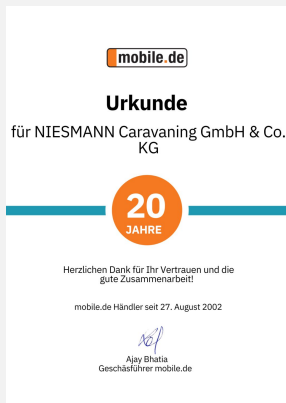 mobile.de
Urkunde
für NIESMANN Caravaning GmbH & Co.
KG
20
JAHRE
Herzlichen Dank für Ihr Vertrauen und die
gute Zusammenarbeit!
mobile.de Händler seit 27. August 2002
Ajay Bhatia
Geschäsführer mobile.de